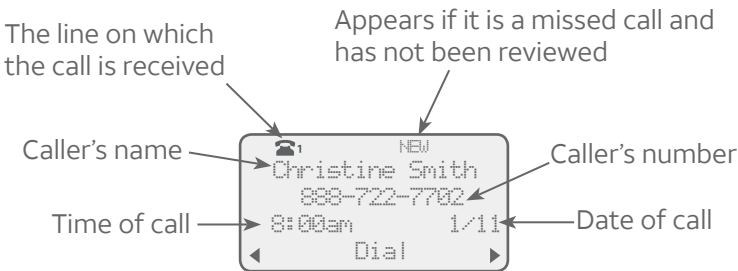 The line on which
the call is received
Appears if it is a missed call and
has not been reviewed
1 NEW
Caller's name
Christine Smith
Caller's number
888-722-7702
Time of call
8:00am 1/11
Date of call
Dial